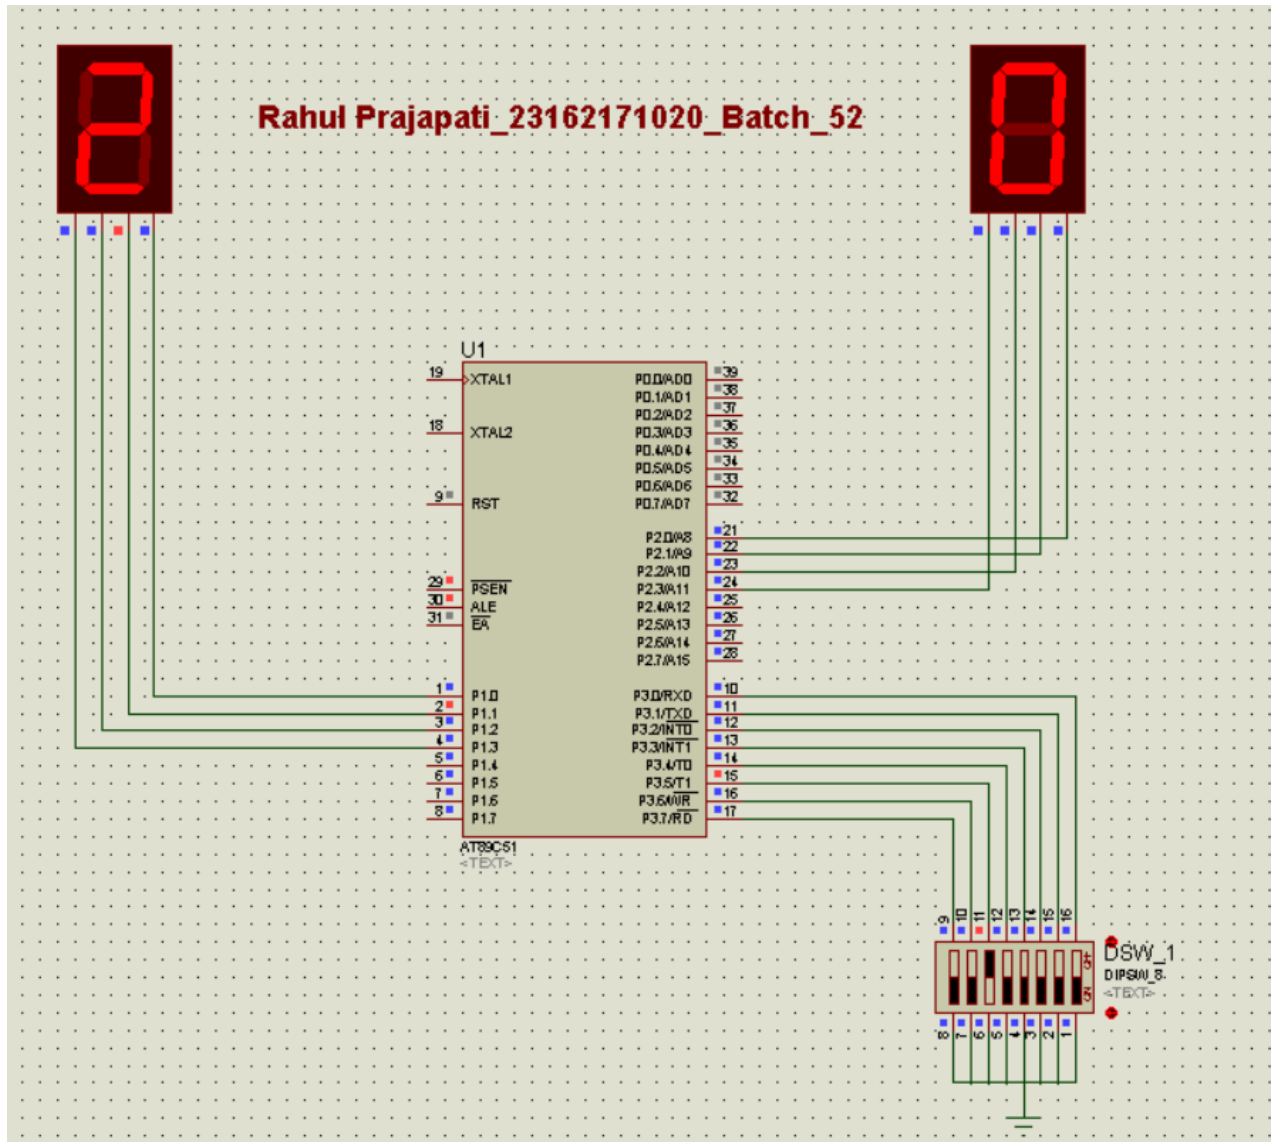 2
0
Rahul Prajapati_23162171020_Batch_52
U1
19 XTAL1
18 XTAL2
9 RST
29 PSEN
30 ALE
31 EA
1 P1.0
2 P1.1
3 P1.2
4 P1.3
5 P1.4
6 P1.5
7 P1.6
8 P1.7
P0.0/AD0 39
P0.1/AD1 38
P0.2/AD2 37
P0.3/AD3 36
P0.4/AD4 35
P0.5/AD5 34
P0.6/AD6 33
P0.7/AD7 32
P2.0/A8 21
P2.1/A9 22
P2.2/A10 23
P2.3/A11 24
P2.4/A12 25
P2.5/A13 26
P2.6/A14 27
P2.7/A15 28
P3.0/RXD 10
P3.1/TXD 11
P3.2/INT0 12
P3.3/INT1 13
P3.4/T0 14
P3.5/T1 15
P3.6/WR 16
P3.7/RD 17
AT89C51
<TEXT>
9 10 11 12 13 14 15 16
OFF
ON
DSW_1
DIPSW_8
<TEXT>
8 7 6 5 4 3 2 1